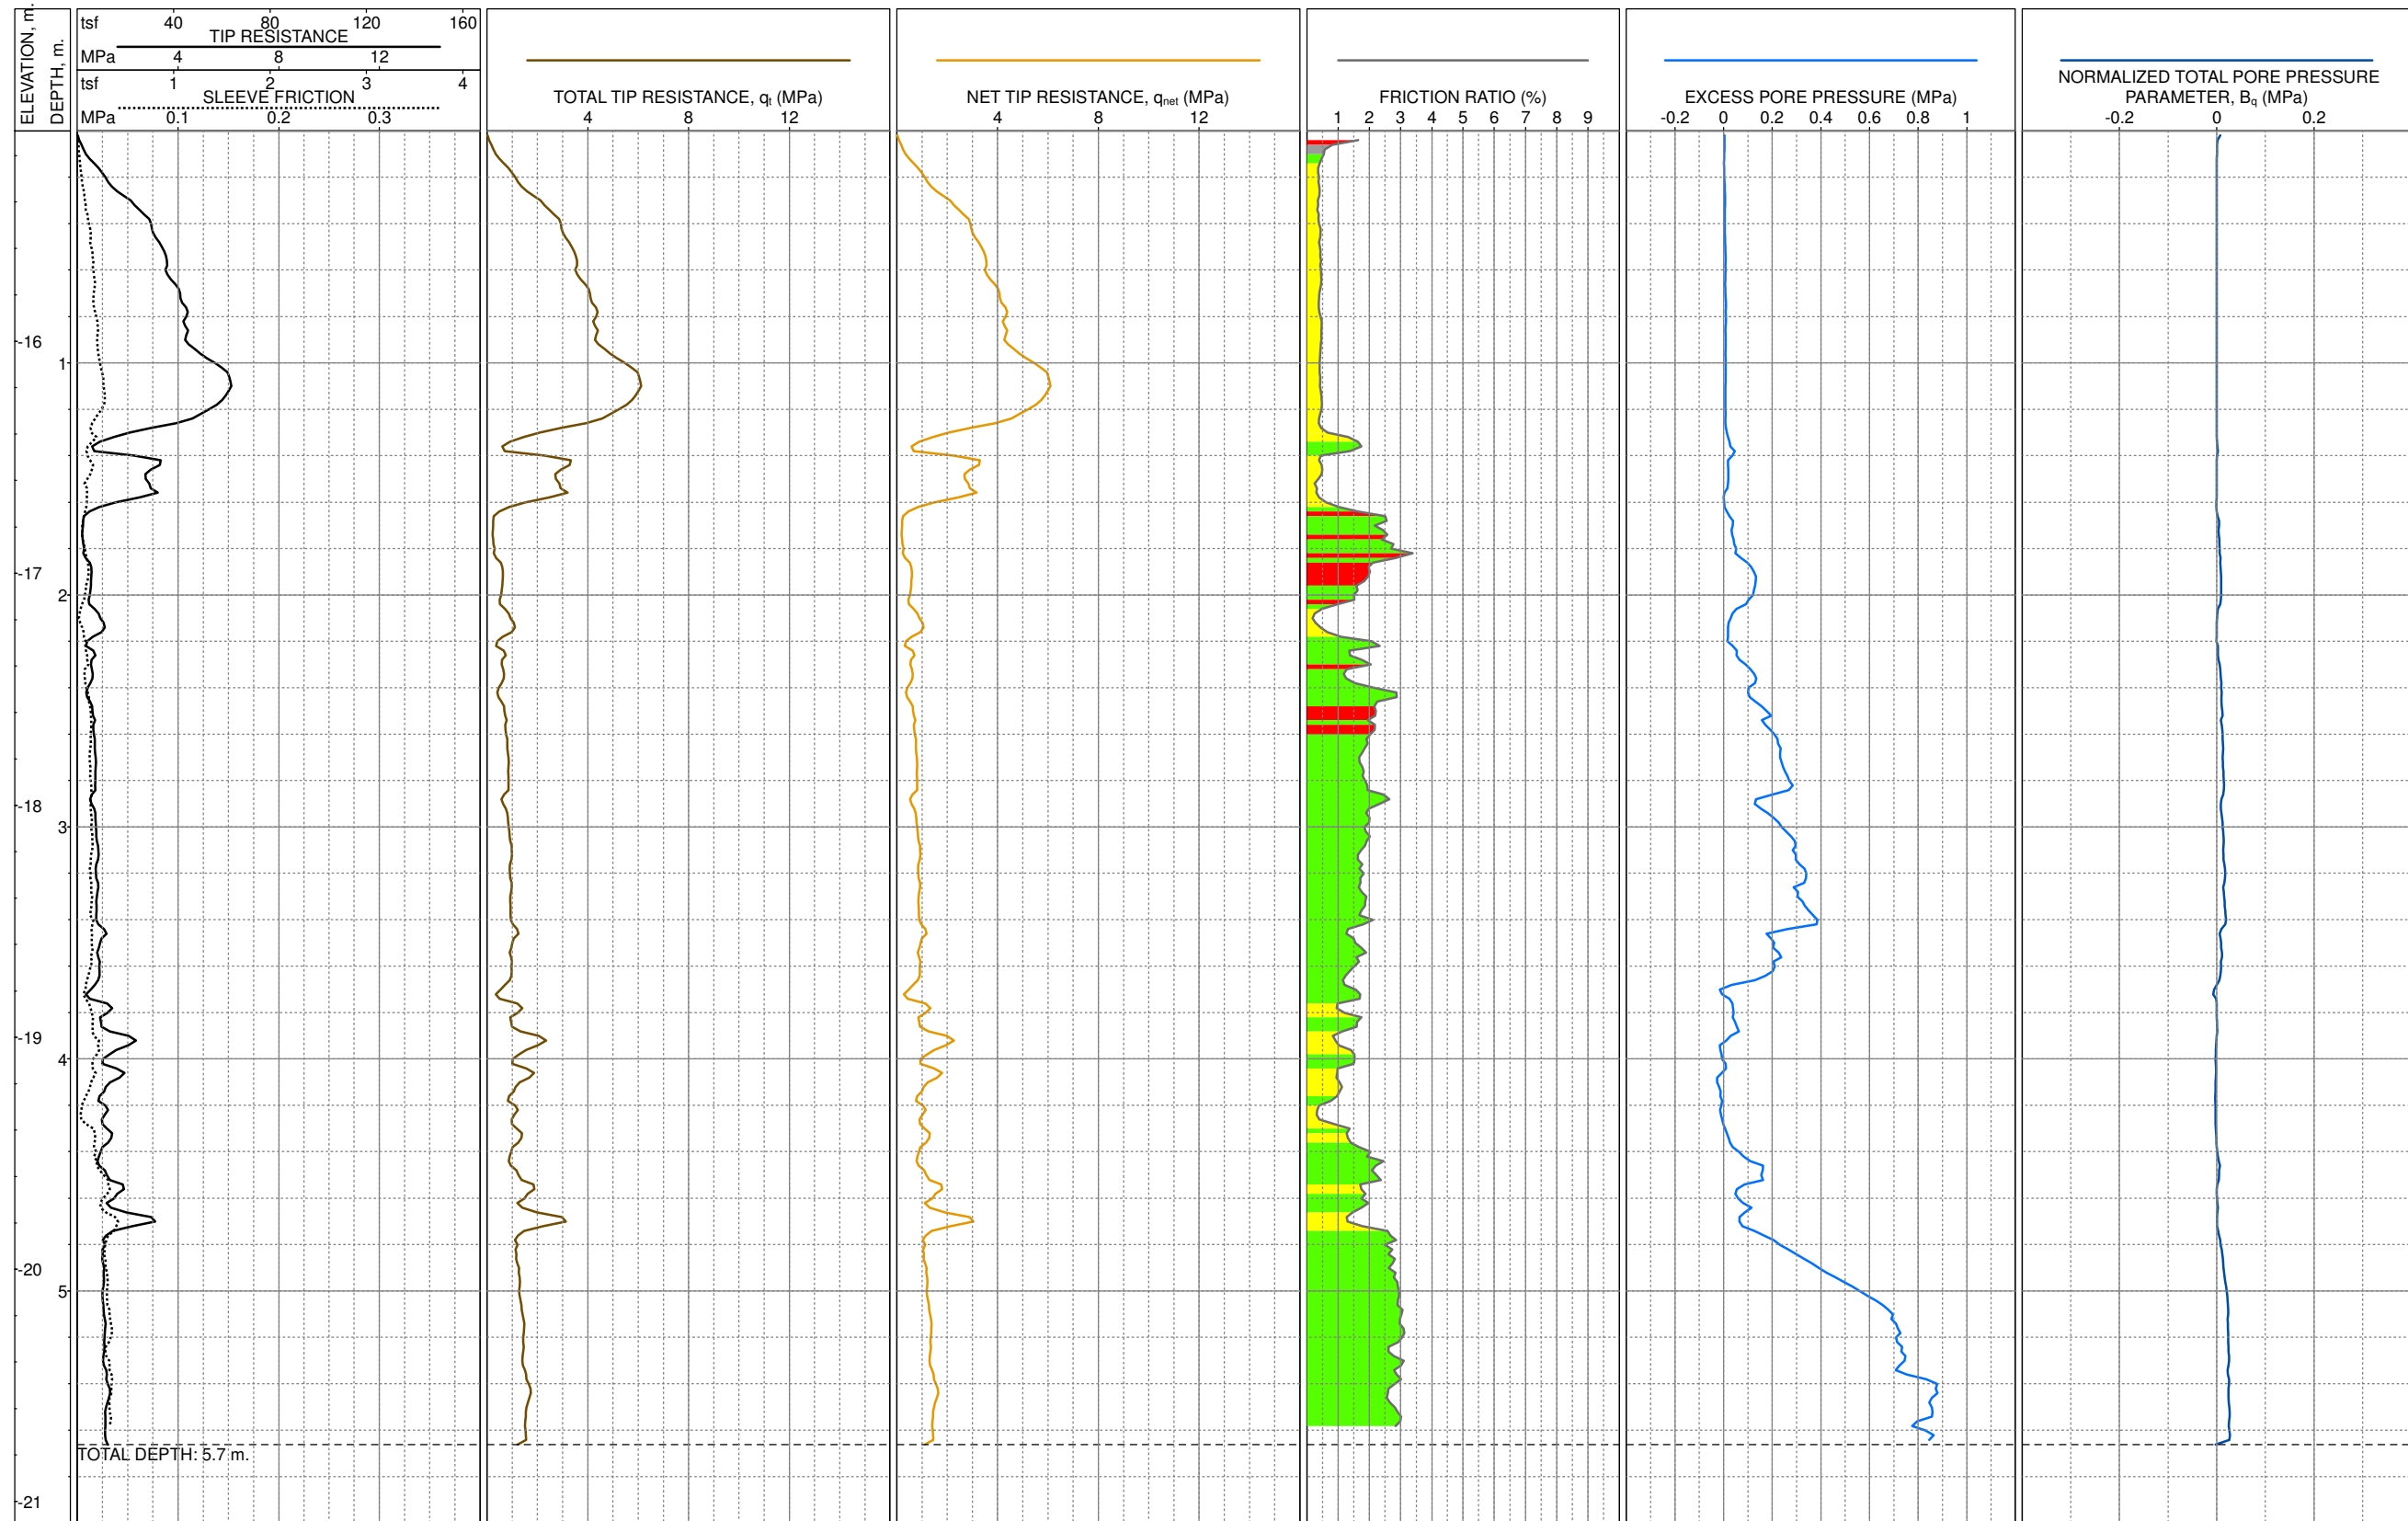 ELEVATION, m.
DEPTH, m.
tsf 40 80 120 160
TIP RESISTANCE
MPa 4 8 12
tsf 1 2 3 4
SLEEVE FRICTION
MPa 0.1 0.2 0.3
TOTAL TIP RESISTANCE, qt (MPa)
4 8 12
NET TIP RESISTANCE, qnet (MPa)
4 8 12
FRICTION RATIO (%)
1 2 3 4 5 6 7 8 9
EXCESS PORE PRESSURE (MPa)
-0.2 0 0.2 0.4 0.6 0.8 1
NORMALIZED TOTAL PORE PRESSURE
PARAMETER, Bq (MPa)
-0.2 0 0.2
-16
1
-17
2
-18
3
-19
4
-20
5
TOTAL DEPTH: 5.7 m.
-21